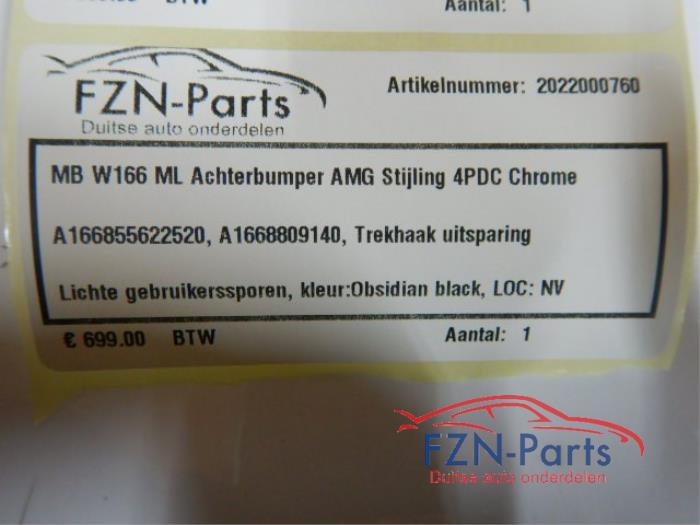 Aantal: 1
FZN-Parts
Duitse auto onderdelen
Artikelnummer: 2022000760
MB W166 ML Achterbumper AMG Stijling 4PDC Chrome
A166855622520, A1668809140, Trekhaak uitsparing
Lichte gebruikerssporen, kleur:Obsidian black, LOC: NV
€ 699.00 BTW
Aantal: 1
FZN-Parts
Duitse auto onderdelen